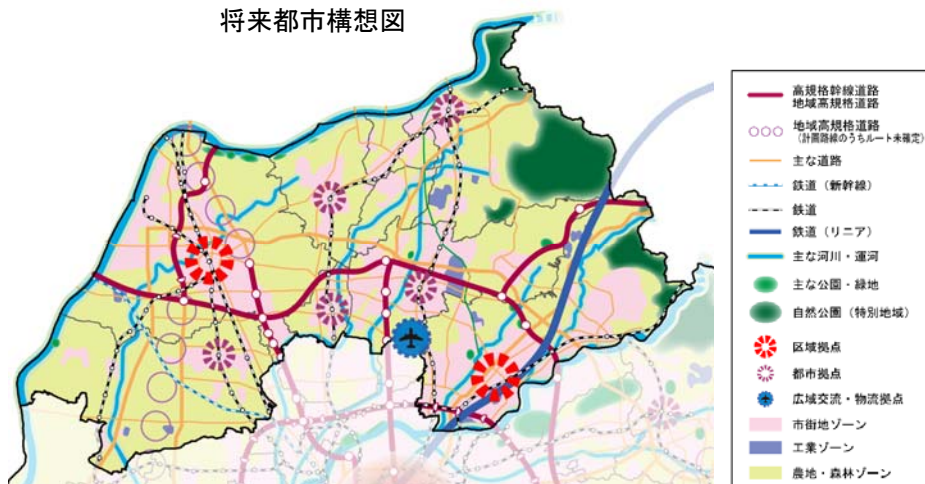 将来都市構想図
高規格幹線道路
地域高規格道路
地域高規格道路
(計画路線のうちルート未確定)
主な道路
鉄道（新幹線）
鉄道
鉄道（リニア）
主な河川・運河
主な公園・緑地
自然公園（特別地域）
区域拠点
都市拠点
広域交流・物流拠点
市街地ゾーン
工業ゾーン
農地・森林ゾーン